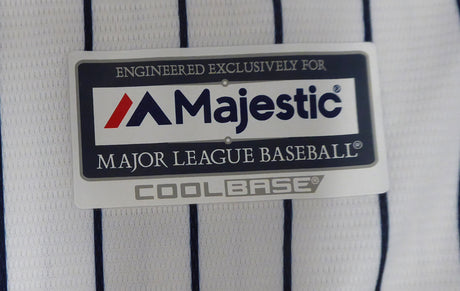 ENGINEERED EXCLUSIVELY FOR
Majestic®
MAJOR LEAGUE BASEBALL®
COOLBASE®